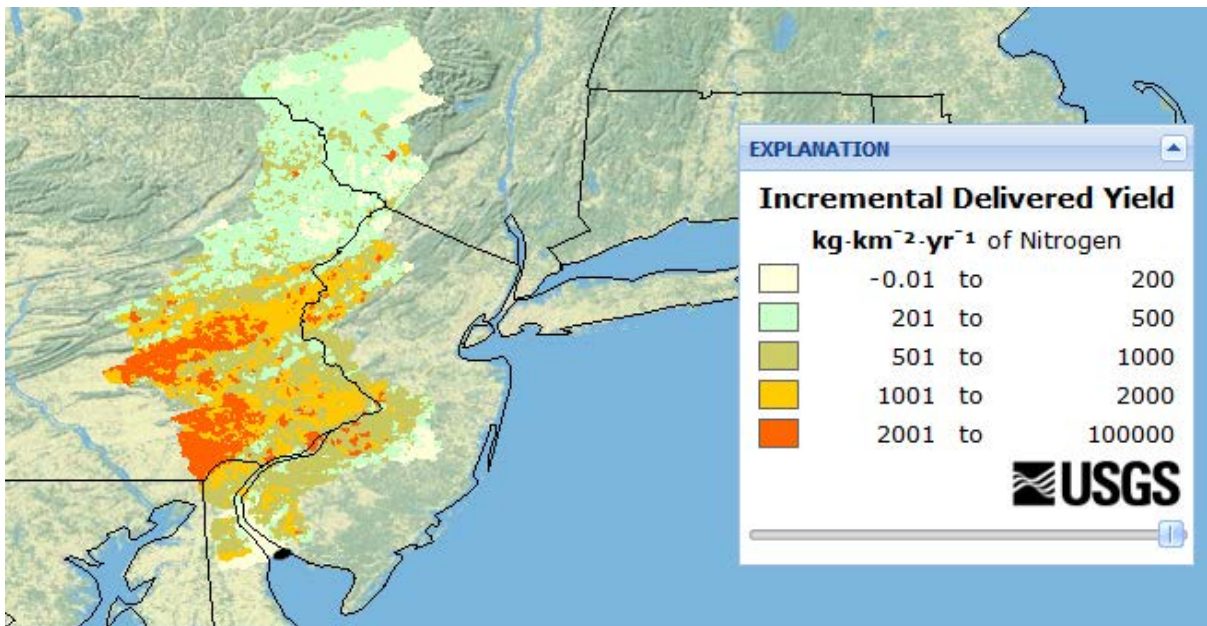 EXPLANATION
Incremental Delivered Yield
kg·km⁻²·yr⁻¹ of Nitrogen
-0.01 to 200
201 to 500
501 to 1000
1001 to 2000
2001 to 100000
USGS